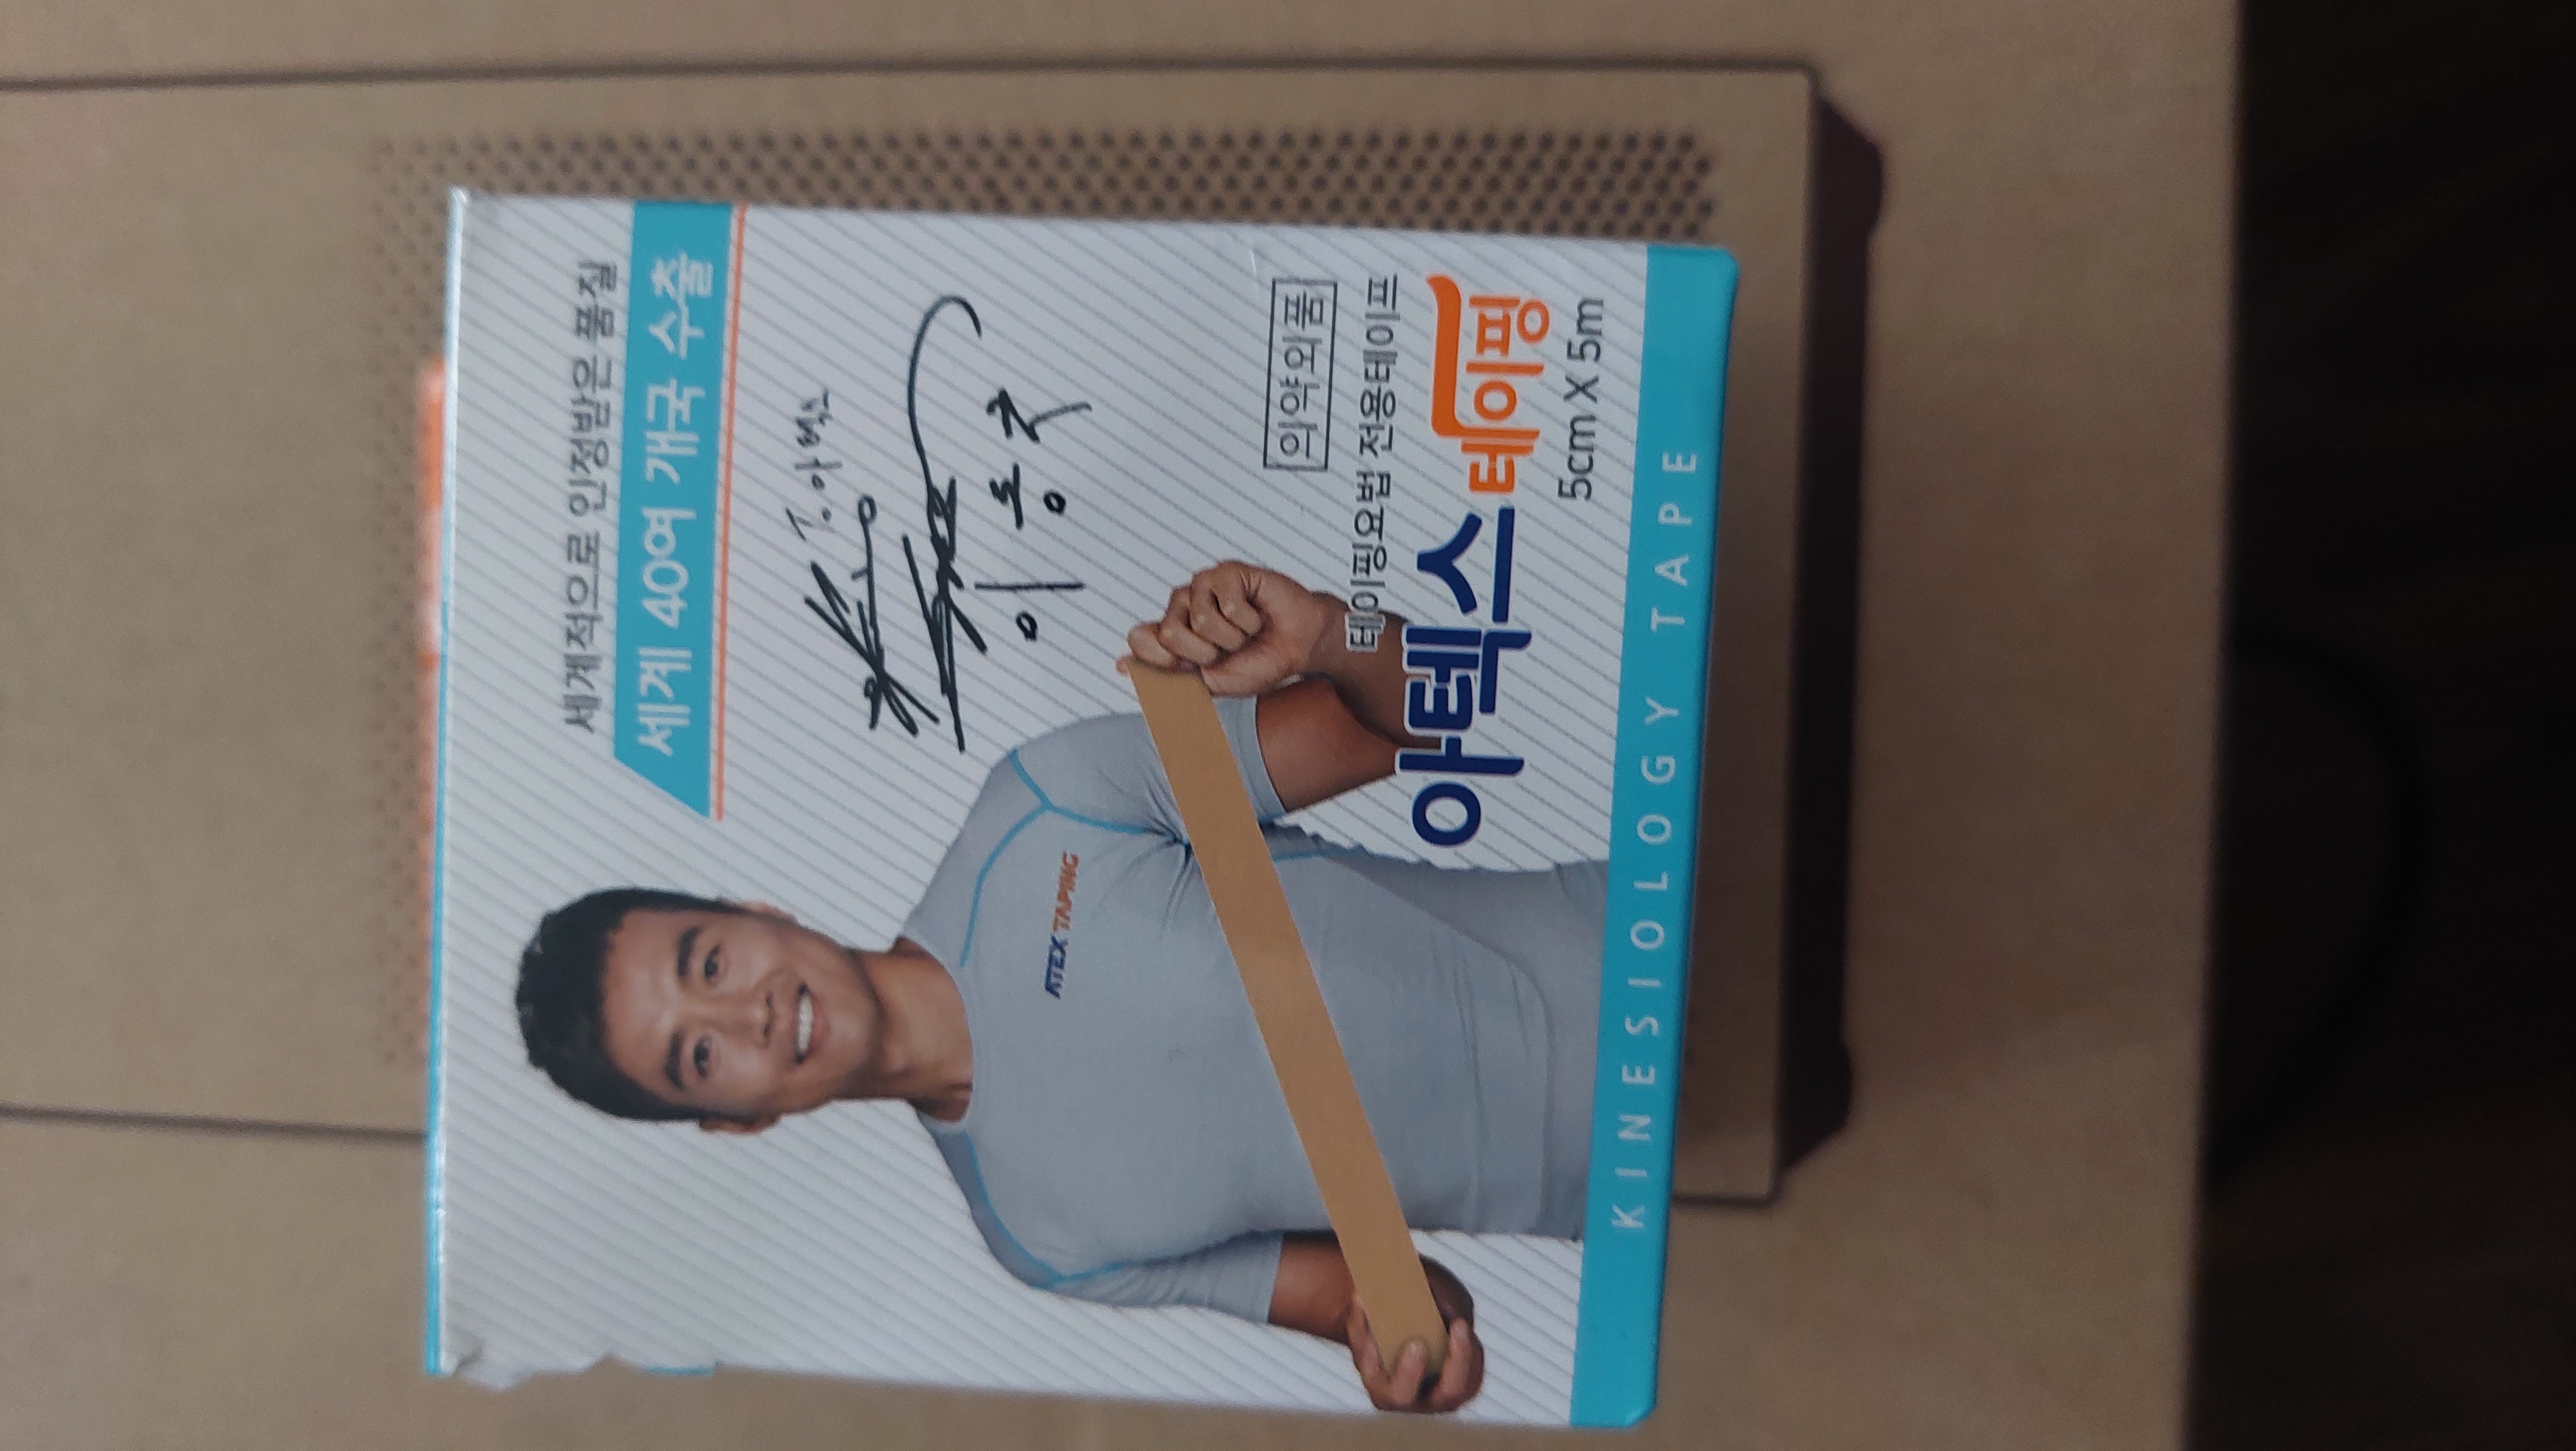 세계적으로 인정받은 품질
세계 40여 개국 수출
이동국
ATEX TAPING
의약외품
테이핑요법 전용테이프
아텍스 테이핑
5cm X 5m
KINESIOLOGY TAPE